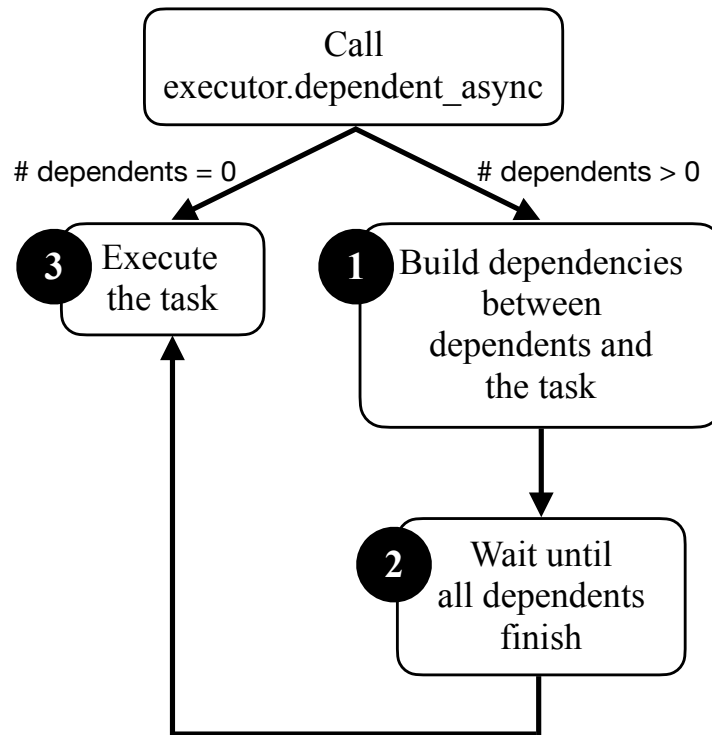 Call
executor.dependent_async
# dependents = 0
# dependents > 0
3
Execute
the task
1
Build dependencies
between
dependents and
the task
2
Wait until
all dependents
finish